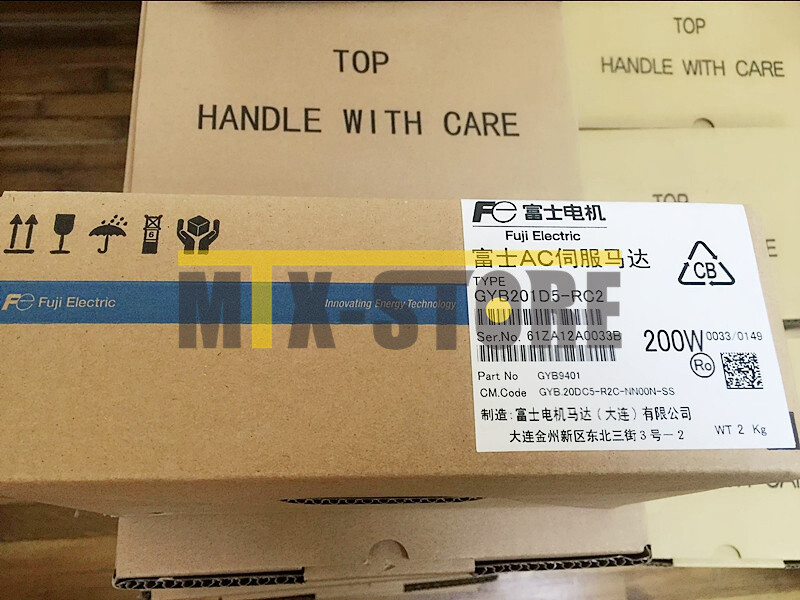 TOP
HANDLE WITH CARE
TOP
HANDLE WITH CARE
TOP
6
Fe Fuji Electric
Innovating Energy Technology
Fe 富士电机
Fuji Electric
富士AC伺服马达
TYPE
GYB201D5-RC2
Ser.No. 61ZA12A0033B
200W
0033/0149
Ro
CB
Part No GYB9401
CM.Code GYB.20DC5-R2C-NN00N-SS
制造:富士电机马达(大连)有限公司
大连金州新区东北三街3号-2
WT 2 Kg
MTX-STORE